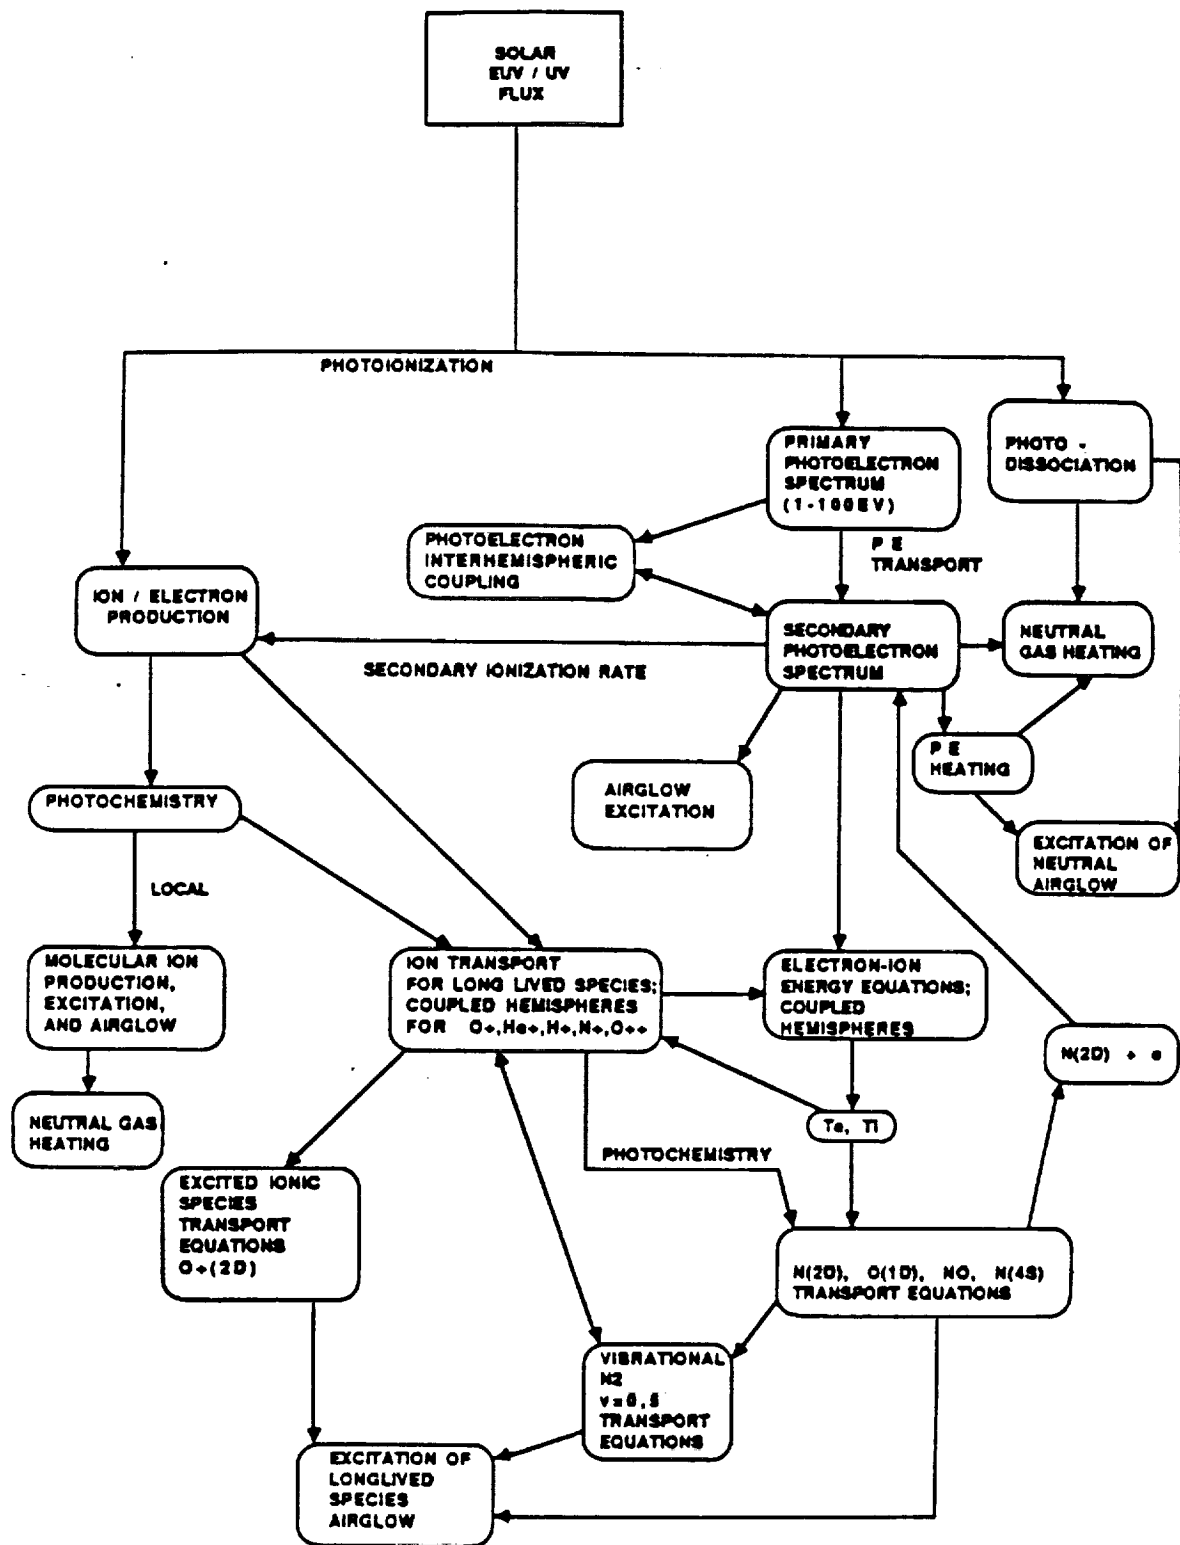 SOLAR
EUV / UV
FLUX
PHOTOIONIZATION
PRIMARY
PHOTOELECTRON
SPECTRUM
(1-100EV)
PHOTO -
DISSOCIATION
PHOTOELECTRON
INTERHEMISPHERIC
COUPLING
P E
TRANSPORT
ION / ELECTRON
PRODUCTION
SECONDARY
PHOTOELECTRON
SPECTRUM
NEUTRAL
GAS HEATING
SECONDARY IONIZATION RATE
P E
HEATING
AIRGLOW
EXCITATION
PHOTOCHEMISTRY
EXCITATION OF
NEUTRAL
AIRGLOW
LOCAL
MOLECULAR ION
PRODUCTION,
EXCITATION,
AND AIRGLOW
ION TRANSPORT
FOR LONG LIVED SPECIES;
COUPLED HEMISPHERES
FOR O+,He+,H+,N+,O++
ELECTRON-ION
ENERGY EQUATIONS;
COUPLED
HEMISPHERES
N(2D) + e
NEUTRAL GAS
HEATING
Te, Ti
PHOTOCHEMISTRY
EXCITED IONIC
SPECIES
TRANSPORT
EQUATIONS
O+(2D)
N(2D), O(1D), NO, N(4S)
TRANSPORT EQUATIONS
VIBRATIONAL
N2
v=0,5
TRANSPORT
EQUATIONS
EXCITATION OF
LONGLIVED
SPECIES
AIRGLOW